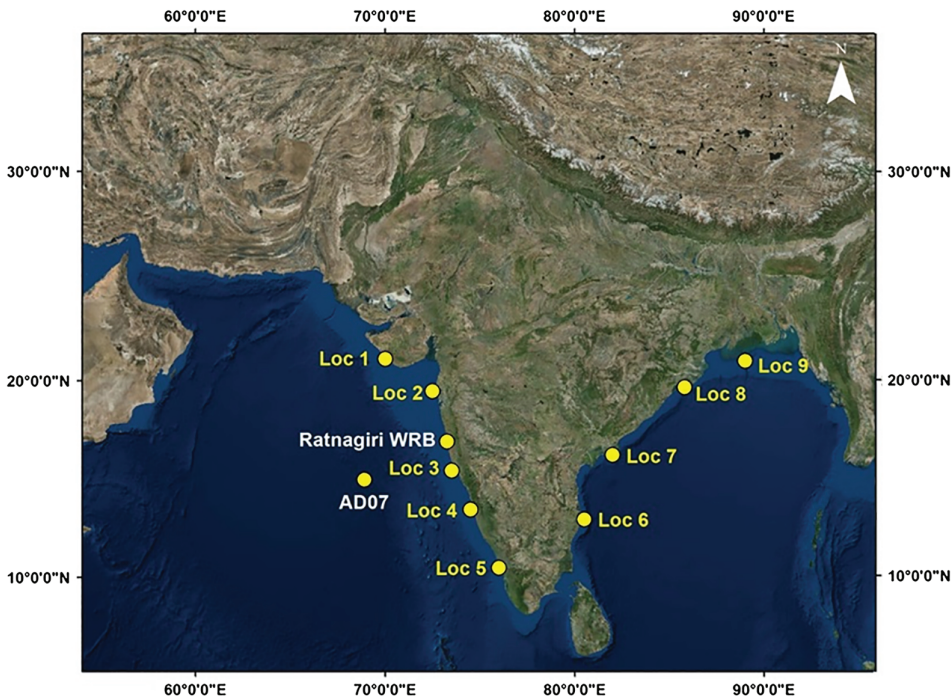 60°0'0"E 70°0'0"E 80°0'0"E 90°0'0"E
N
30°0'0"N 30°0'0"N
Loc 1
Loc 9
20°0'0"N 20°0'0"N
Loc 2 Loc 8
Ratnagiri WRB
Loc 7
Loc 3
AD07
Loc 4 Loc 6
Loc 5
10°0'0"N 10°0'0"N
60°0'0"E 70°0'0"E 80°0'0"E 90°0'0"E